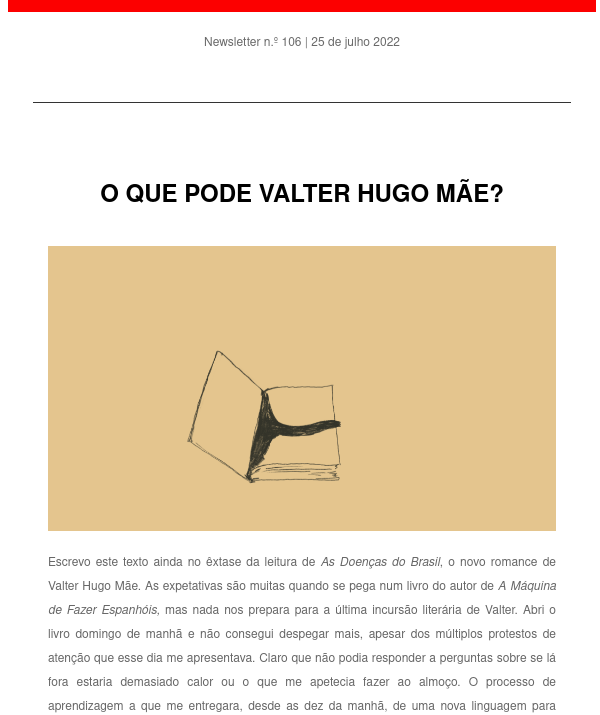 Newsletter n.º 106 | 25 de julho 2022
O QUE PODE VALTER HUGO MÃE?
Escrevo este texto ainda no êxtase da leitura de As Doenças do Brasil, o novo romance de
Valter Hugo Mãe. As expetativas são muitas quando se pega num livro do autor de A Máquina
de Fazer Espanhóis, mas nada nos prepara para a última incursão literária de Valter. Abri o
livro domingo de manhã e não consegui despegar mais, apesar dos múltiplos protestos de
atenção que esse dia me apresentava. Claro que não podia responder a perguntas sobre se lá
fora estaria demasiado calor ou o que me apetecia fazer ao almoço. O processo de
aprendizagem a que me entregara, desde as dez da manhã, de uma nova linguagem para